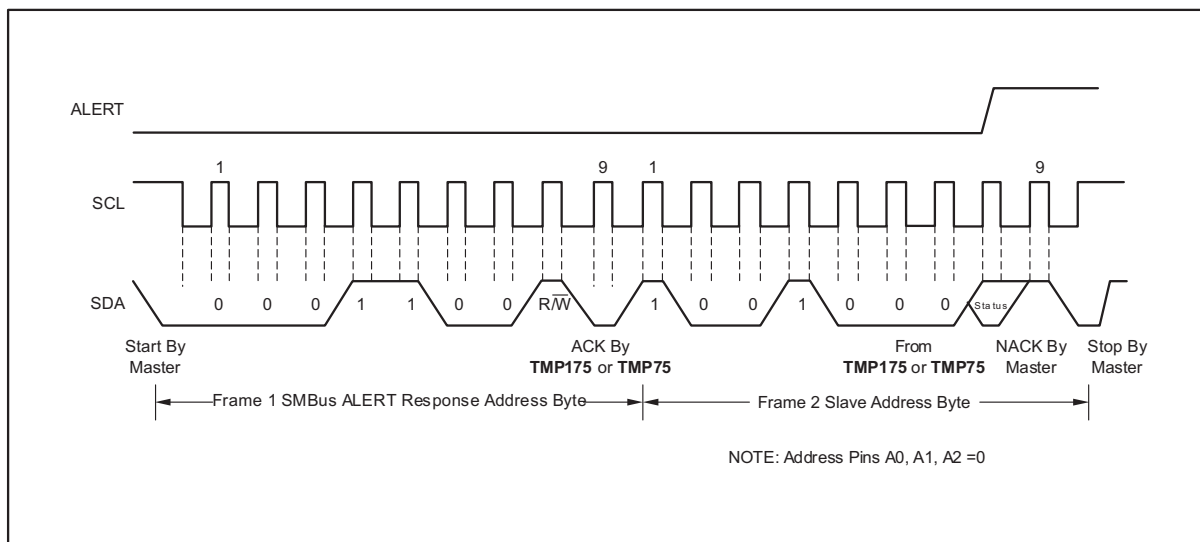 ALERT
1 9 1 9
SCL
SDA
0 0 0 1 1 0 0 R/W̅ 1 0 0 1 0 0 0 Status
Start By
Master
ACK By
TMP175 or TMP75
From
TMP175 or TMP75
NACK By
Master
Stop By
Master
Frame 1 SMBus ALERT Response Address Byte
Frame 2 Slave Address Byte
NOTE: Address Pins A0, A1, A2 =0